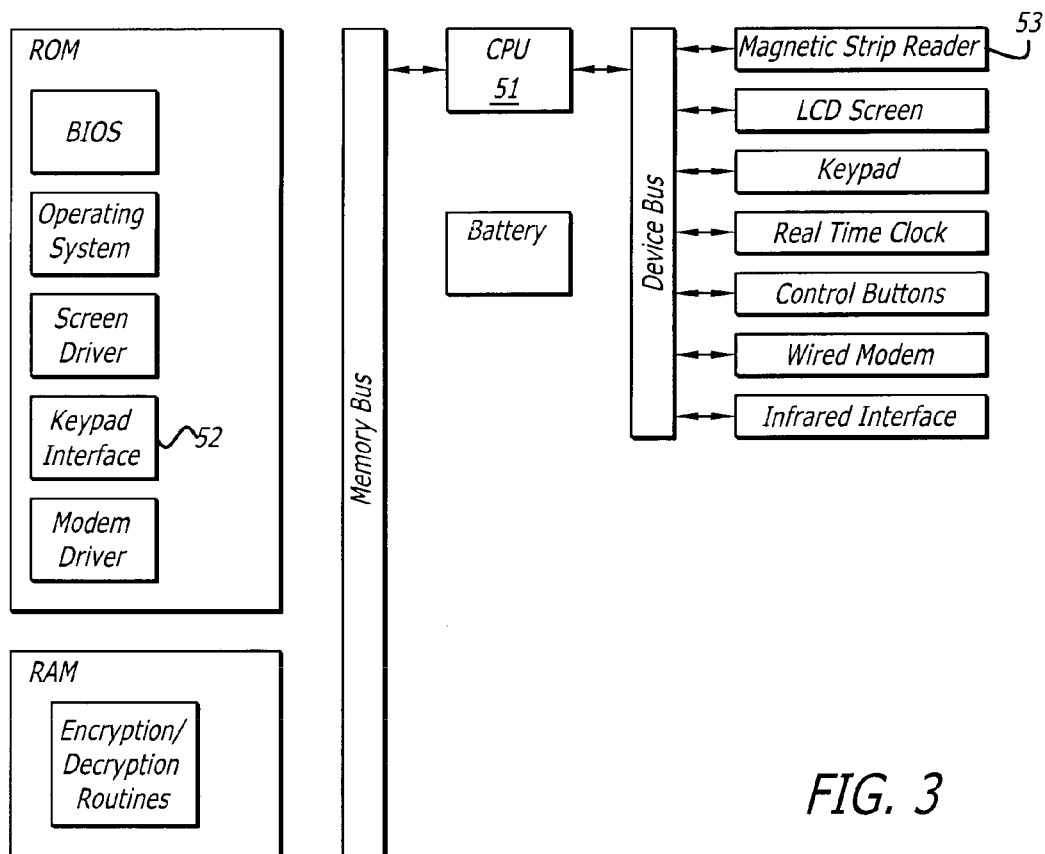 ROM
BIOS
Operating
System
Screen
Driver
Keypad
Interface
52
Modem
Driver
RAM
Encryption/
Decryption
Routines
Memory Bus
CPU
51
Battery
Device Bus
53
Magnetic Strip Reader
LCD Screen
Keypad
Real Time Clock
Control Buttons
Wired Modem
Infrared Interface
FIG. 3